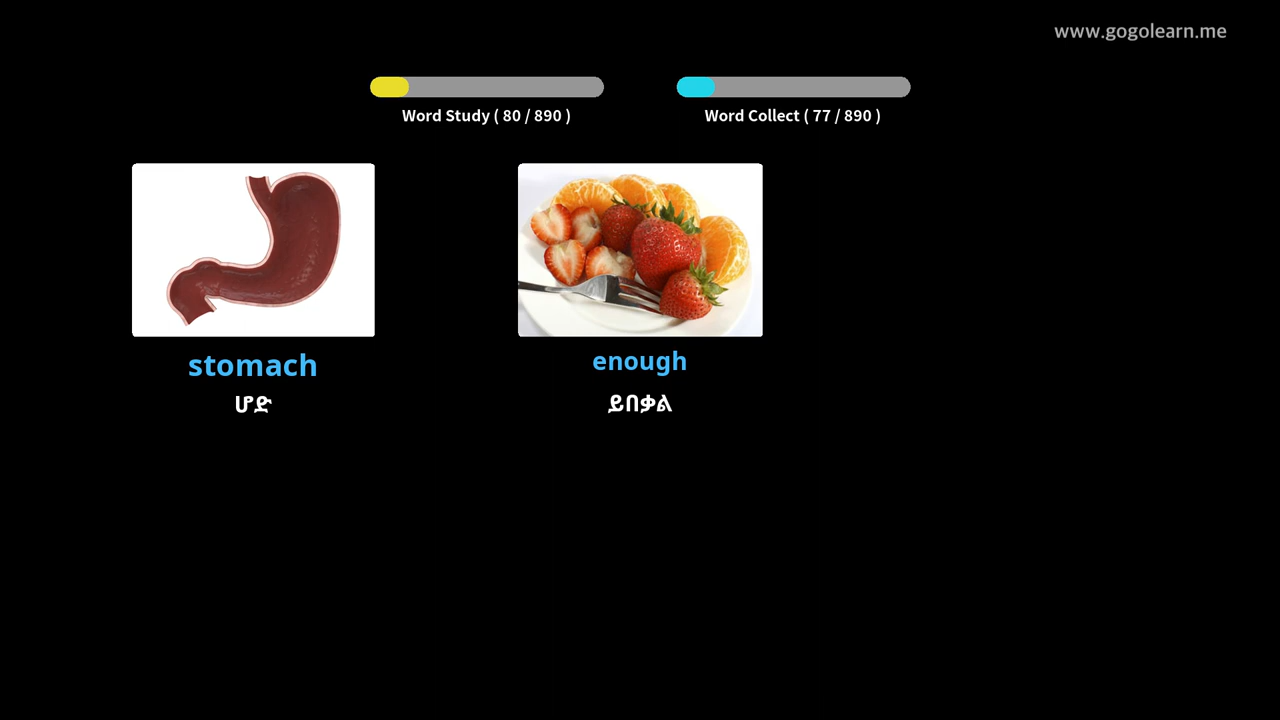 www.gogolearn.me
Word Study ( 80 / 890 )
Word Collect ( 77 / 890 )
stomach
ሆድ
enough
ይበቃል